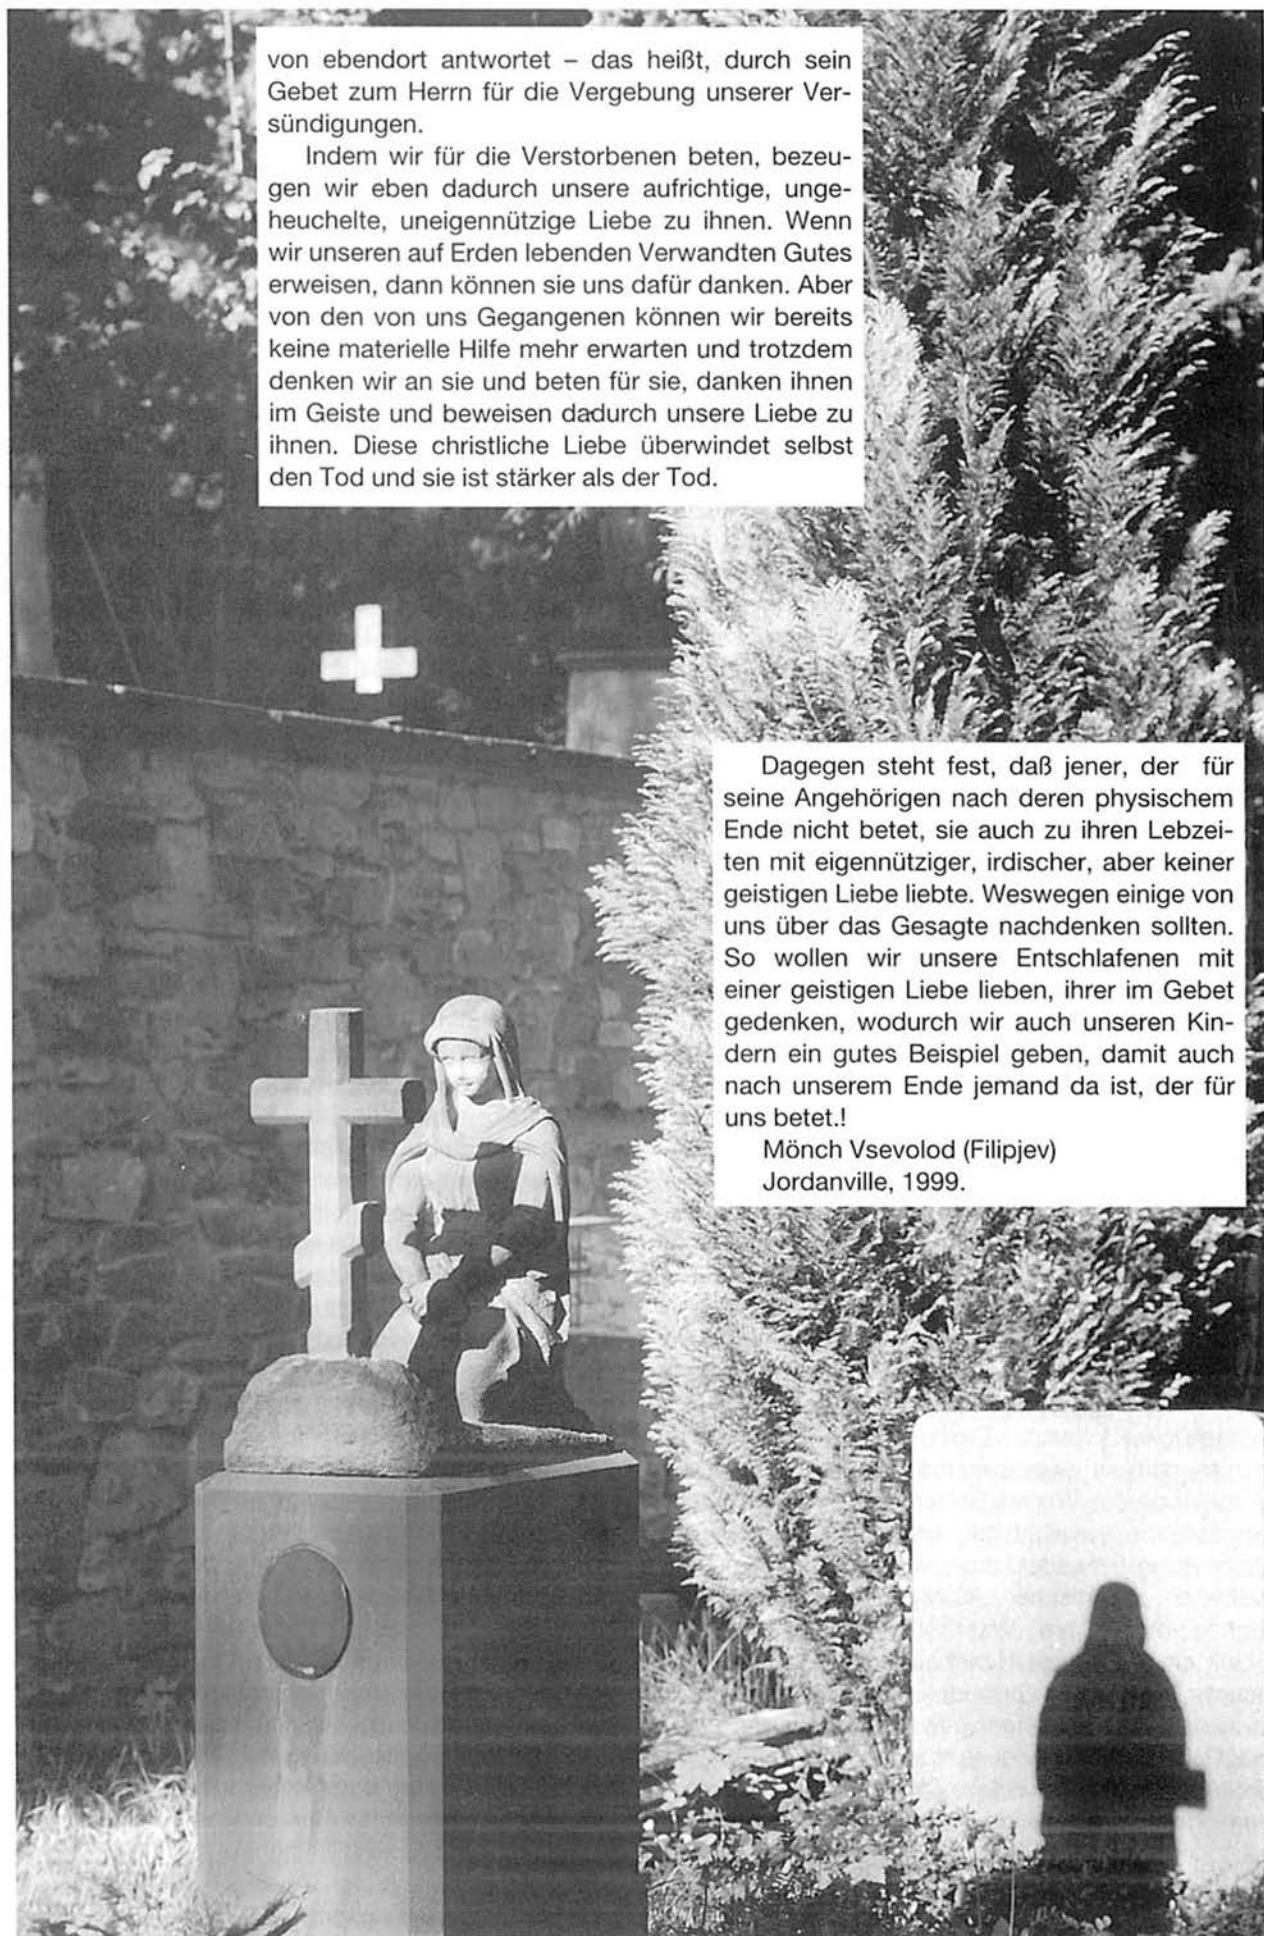 von ebendort antwortet – das heißt, durch sein
Gebet zum Herrn für die Vergebung unserer Ver-
sündigungen.
Indem wir für die Verstorbenen beten, bezeu-
gen wir eben dadurch unsere aufrichtige, unge-
heuchelte, uneigennützige Liebe zu ihnen. Wenn
wir unseren auf Erden lebenden Verwandten Gutes
erweisen, dann können sie uns dafür danken. Aber
von den von uns Gegangenen können wir bereits
keine materielle Hilfe mehr erwarten und trotzdem
denken wir an sie und beten für sie, danken ihnen
im Geiste und beweisen dadurch unsere Liebe zu
ihnen. Diese christliche Liebe überwindet selbst
den Tod und sie ist stärker als der Tod.
Dagegen steht fest, daß jener, der für
seine Angehörigen nach deren physischem
Ende nicht betet, sie auch zu ihren Lebzei-
ten mit eigennütziger, irdischer, aber keiner
geistigen Liebe liebte. Weswegen einige von
uns über das Gesagte nachdenken sollten.
So wollen wir unsere Entschlafenen mit
einer geistigen Liebe lieben, ihrer im Gebet
gedenken, wodurch wir auch unseren Kin-
dern ein gutes Beispiel geben, damit auch
nach unserem Ende jemand da ist, der für
uns betet.!
Mönch Vsevolod (Filipjev)
Jordanville, 1999.